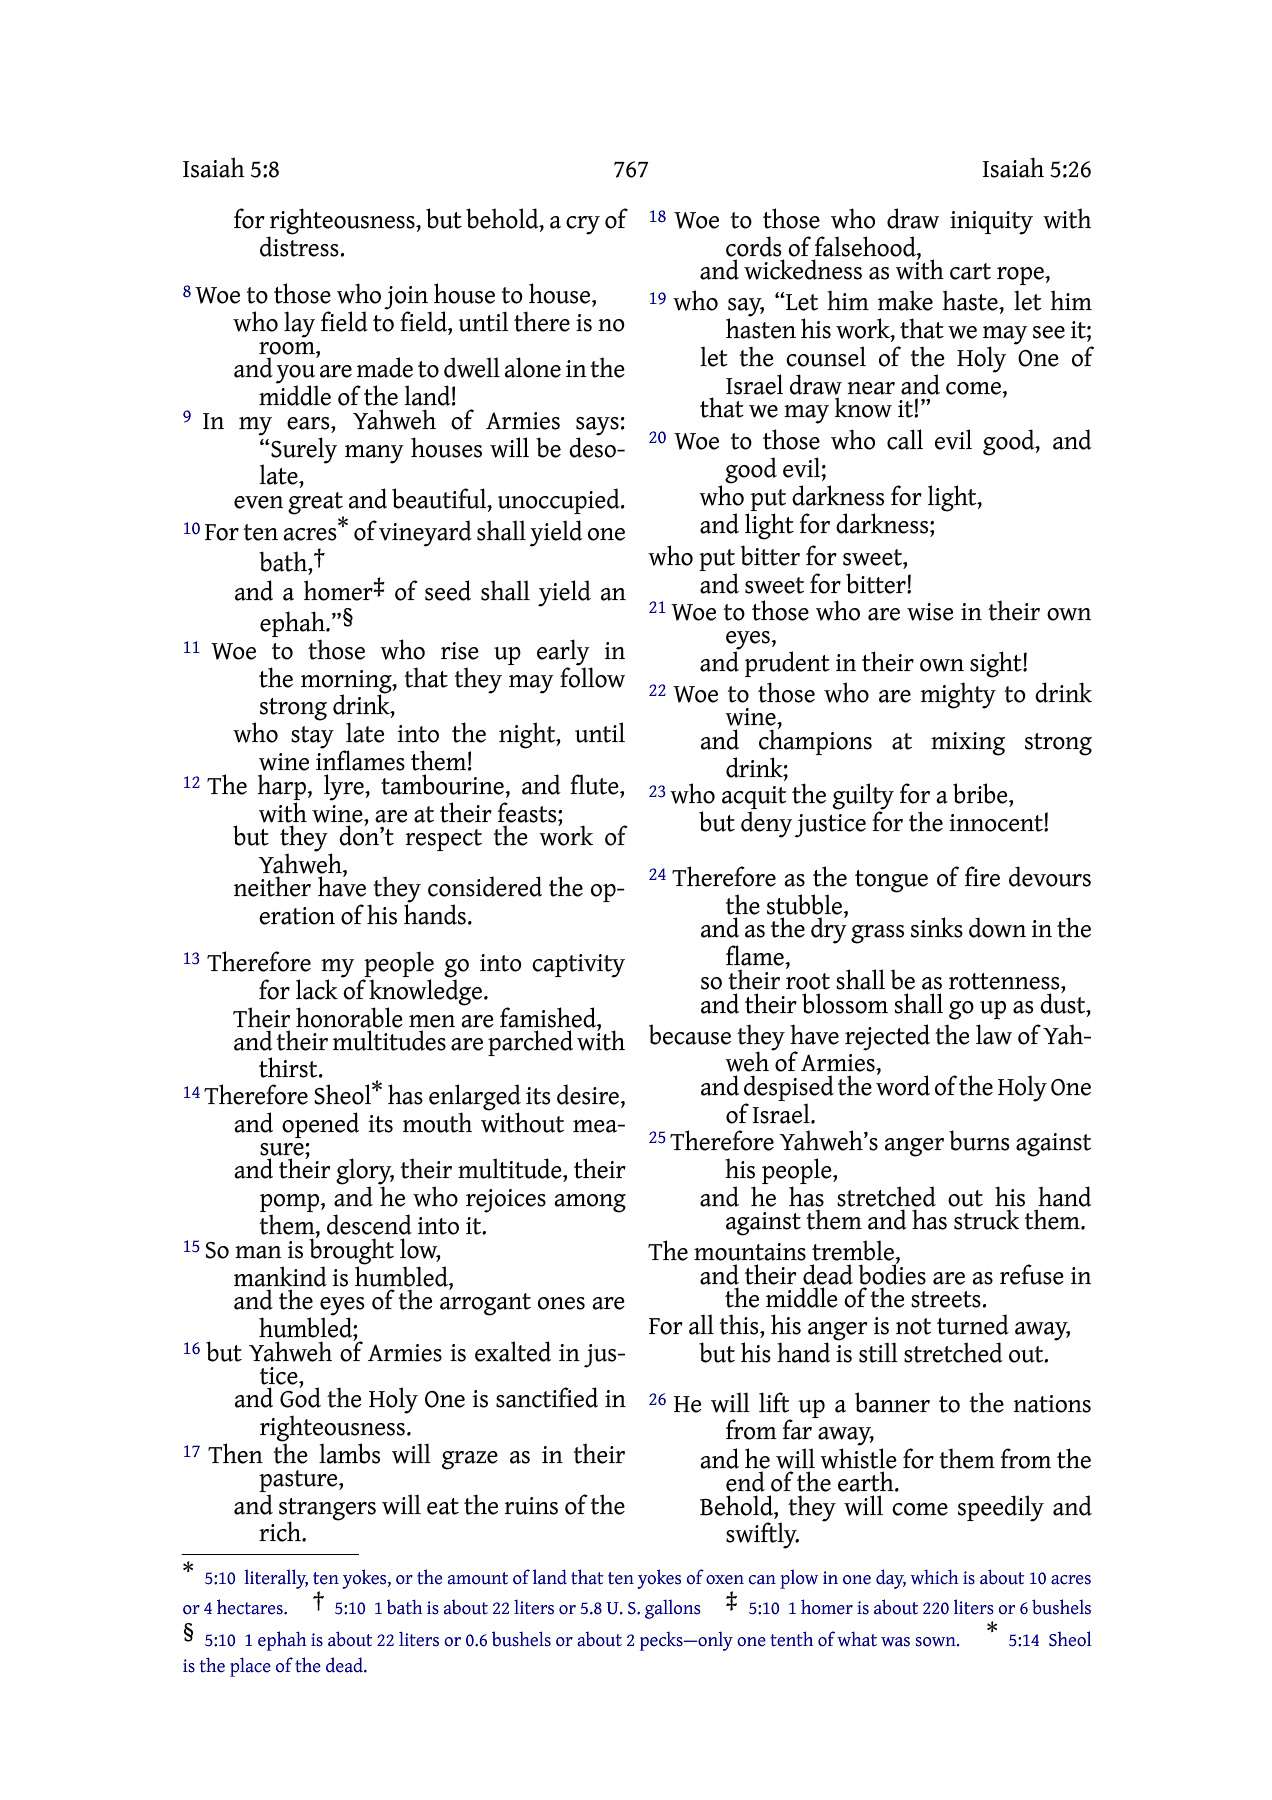 Isaiah 5:8 767 Isaiah 5:26
for righteousness, but behold, a cry of
distress.
8 Woe to those who join house to house,
who lay field to field, until there is no
room,
and you are made to dwell alone in the
middle of the land!
9 In my ears, Yahweh of Armies says:
“Surely many houses will be deso-
late,
even great and beautiful, unoccupied.
10 For ten acres* of vineyard shall yield one
bath,†
and a homer‡ of seed shall yield an
ephah.”§
11 Woe to those who rise up early in
the morning, that they may follow
strong drink,
who stay late into the night, until
wine inflames them!
12 The harp, lyre, tambourine, and flute,
with wine, are at their feasts;
but they don’t respect the work of
Yahweh,
neither have they considered the op-
eration of his hands.
13 Therefore my people go into captivity
for lack of knowledge.
Their honorable men are famished,
and their multitudes are parched with
thirst.
14 Therefore Sheol* has enlarged its desire,
and opened its mouth without mea-
sure;
and their glory, their multitude, their
pomp, and he who rejoices among
them, descend into it.
15 So man is brought low,
mankind is humbled,
and the eyes of the arrogant ones are
humbled;
16 but Yahweh of Armies is exalted in jus-
tice,
and God the Holy One is sanctified in
righteousness.
17 Then the lambs will graze as in their
pasture,
and strangers will eat the ruins of the
rich.
18 Woe to those who draw iniquity with
cords of falsehood,
and wickedness as with cart rope,
19 who say, “Let him make haste, let him
hasten his work, that we may see it;
let the counsel of the Holy One of
Israel draw near and come,
that we may know it!”
20 Woe to those who call evil good, and
good evil;
who put darkness for light,
and light for darkness;
who put bitter for sweet,
and sweet for bitter!
21 Woe to those who are wise in their own
eyes,
and prudent in their own sight!
22 Woe to those who are mighty to drink
wine,
and champions at mixing strong
drink;
23 who acquit the guilty for a bribe,
but deny justice for the innocent!
24 Therefore as the tongue of fire devours
the stubble,
and as the dry grass sinks down in the
flame,
so their root shall be as rottenness,
and their blossom shall go up as dust,
because they have rejected the law of Yah-
weh of Armies,
and despised the word of the Holy One
of Israel.
25 Therefore Yahweh’s anger burns against
his people,
and he has stretched out his hand
against them and has struck them.
The mountains tremble,
and their dead bodies are as refuse in
the middle of the streets.
For all this, his anger is not turned away,
but his hand is still stretched out.
26 He will lift up a banner to the nations
from far away,
and he will whistle for them from the
end of the earth.
Behold, they will come speedily and
swiftly.
* 5:10 literally, ten yokes, or the amount of land that ten yokes of oxen can plow in one day, which is about 10 acres
or 4 hectares. † 5:10 1 bath is about 22 liters or 5.8 U. S. gallons ‡ 5:10 1 homer is about 220 liters or 6 bushels
§ 5:10 1 ephah is about 22 liters or 0.6 bushels or about 2 pecks—only one tenth of what was sown. * 5:14 Sheol
is the place of the dead.